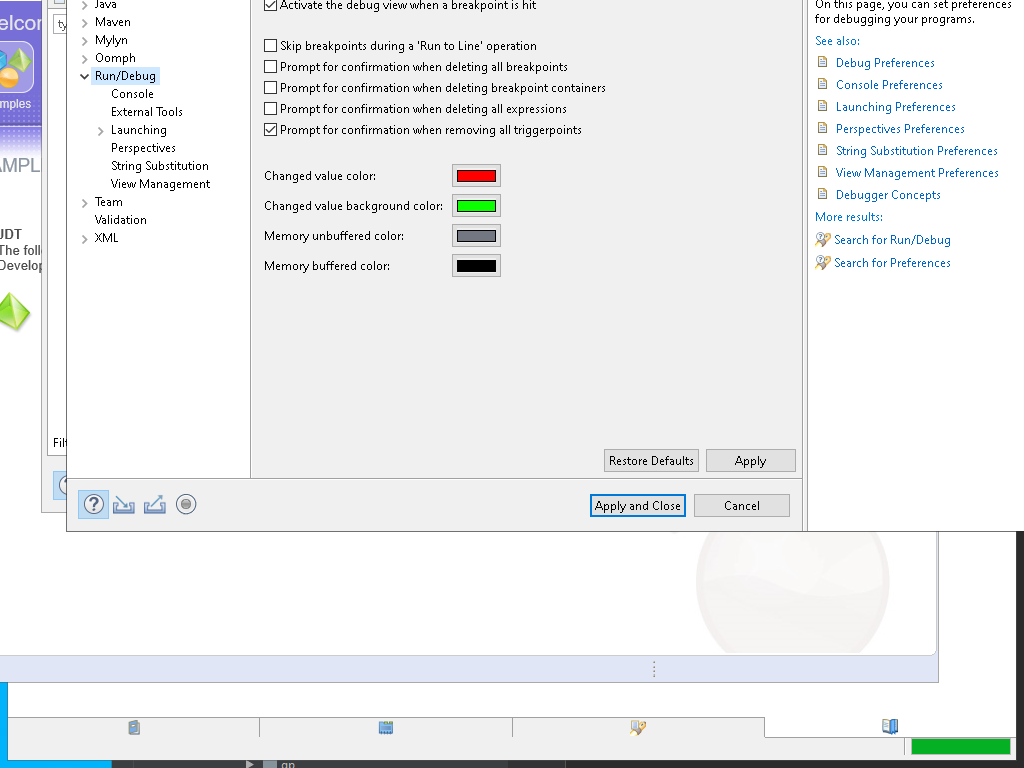 Java
Maven
Mylyn
Oomph
Run/Debug
Console
External Tools
Launching
Perspectives
String Substitution
View Management
Team
Validation
XML
Activate the debug view when a breakpoint is hit
Skip breakpoints during a 'Run to Line' operation
Prompt for confirmation when deleting all breakpoints
Prompt for confirmation when deleting breakpoint containers
Prompt for confirmation when deleting all expressions
Prompt for confirmation when removing all triggerpoints
Changed value color:
Changed value background color:
Memory unbuffered color:
Memory buffered color:
Restore Defaults
Apply
Apply and Close
Cancel
On this page, you can set preferences
for debugging your programs.
See also:
Debug Preferences
Console Preferences
Launching Preferences
Perspectives Preferences
String Substitution Preferences
View Management Preferences
Debugger Concepts
More results:
Search for Run/Debug
Search for Preferences
elcor
ty
mples
AMPL
JDT
The foll
Develop
Filt